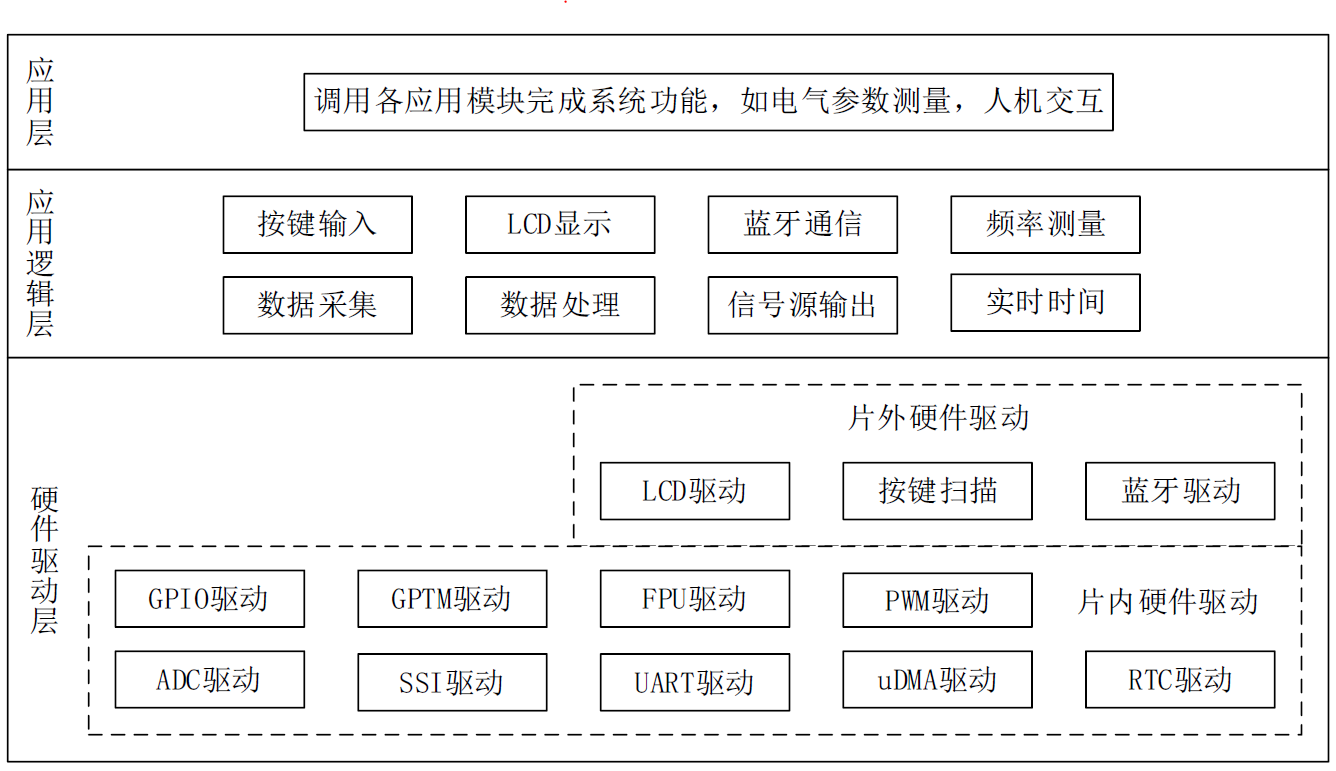 应用层
调用各应用模块完成系统功能，如电气参数测量，人机交互
应用逻辑层
按键输入
LCD显示
蓝牙通信
频率测量
数据采集
数据处理
信号源输出
实时时间
硬件驱动层
片外硬件驱动
LCD驱动
按键扫描
蓝牙驱动
GPIO驱动
GPTM驱动
FPU驱动
PWM驱动
片内硬件驱动
ADC驱动
SSI驱动
UART驱动
uDMA驱动
RTC驱动